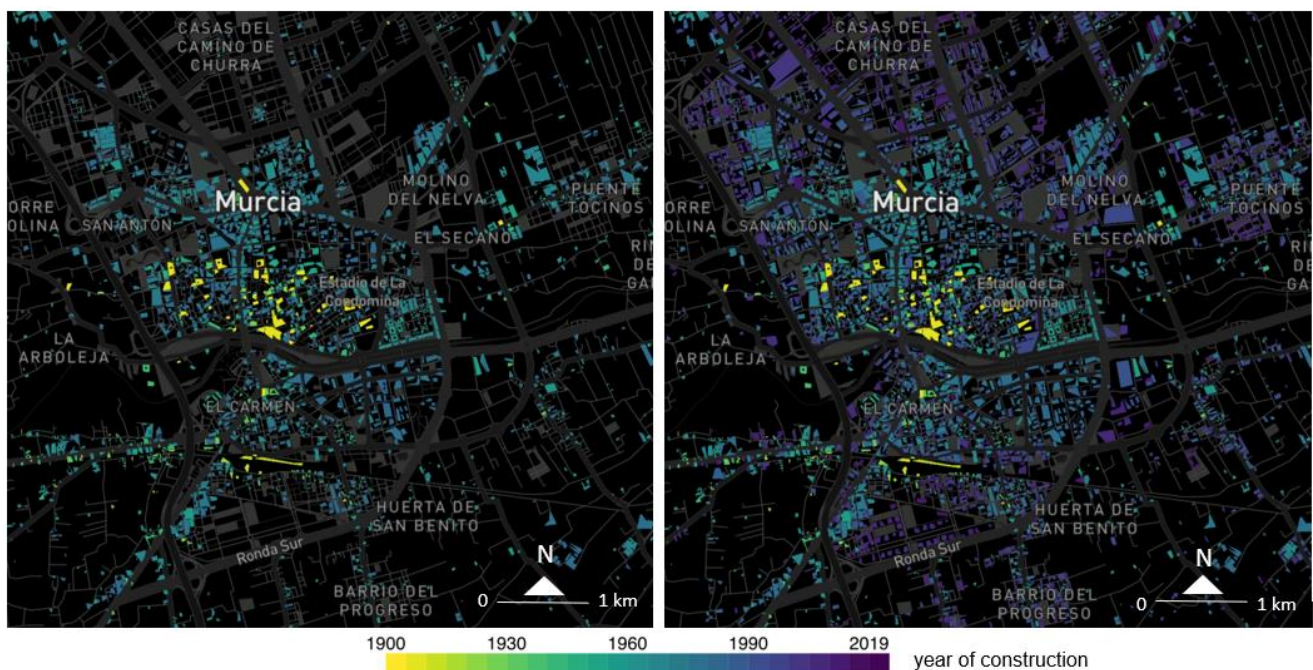 CASAS DEL
CAMINO DE
CHURRA
Murcia
MOLINO
DEL NELVA
PUENTE
TOCINOS
ORRE
OLINA
SAN ANTÓN
EL SECANO
RIN
DE
GA
Estadio de La
Condomina
LA
ARBOLEJA
EL CARMEN
HUERTA DE
SAN BENITO
Ronda Sur
BARRIO DEL
PROGRESO
N
0 1 km
CASAS DEL
CAMINO DE
CHURRA
Murcia
MOLINO
DEL NELVA
PUENTE
TOCINOS
ORRE
OLINA
SAN ANTÓN
EL SECANO
RIN
DE
GA
Estadio de La
Condomina
LA
ARBOLEJA
EL CARMEN
HUERTA DE
SAN BENITO
Ronda Sur
BARRIO DEL
PROGRESO
N
0 1 km
1900 1930 1960 1990 2019
year of construction